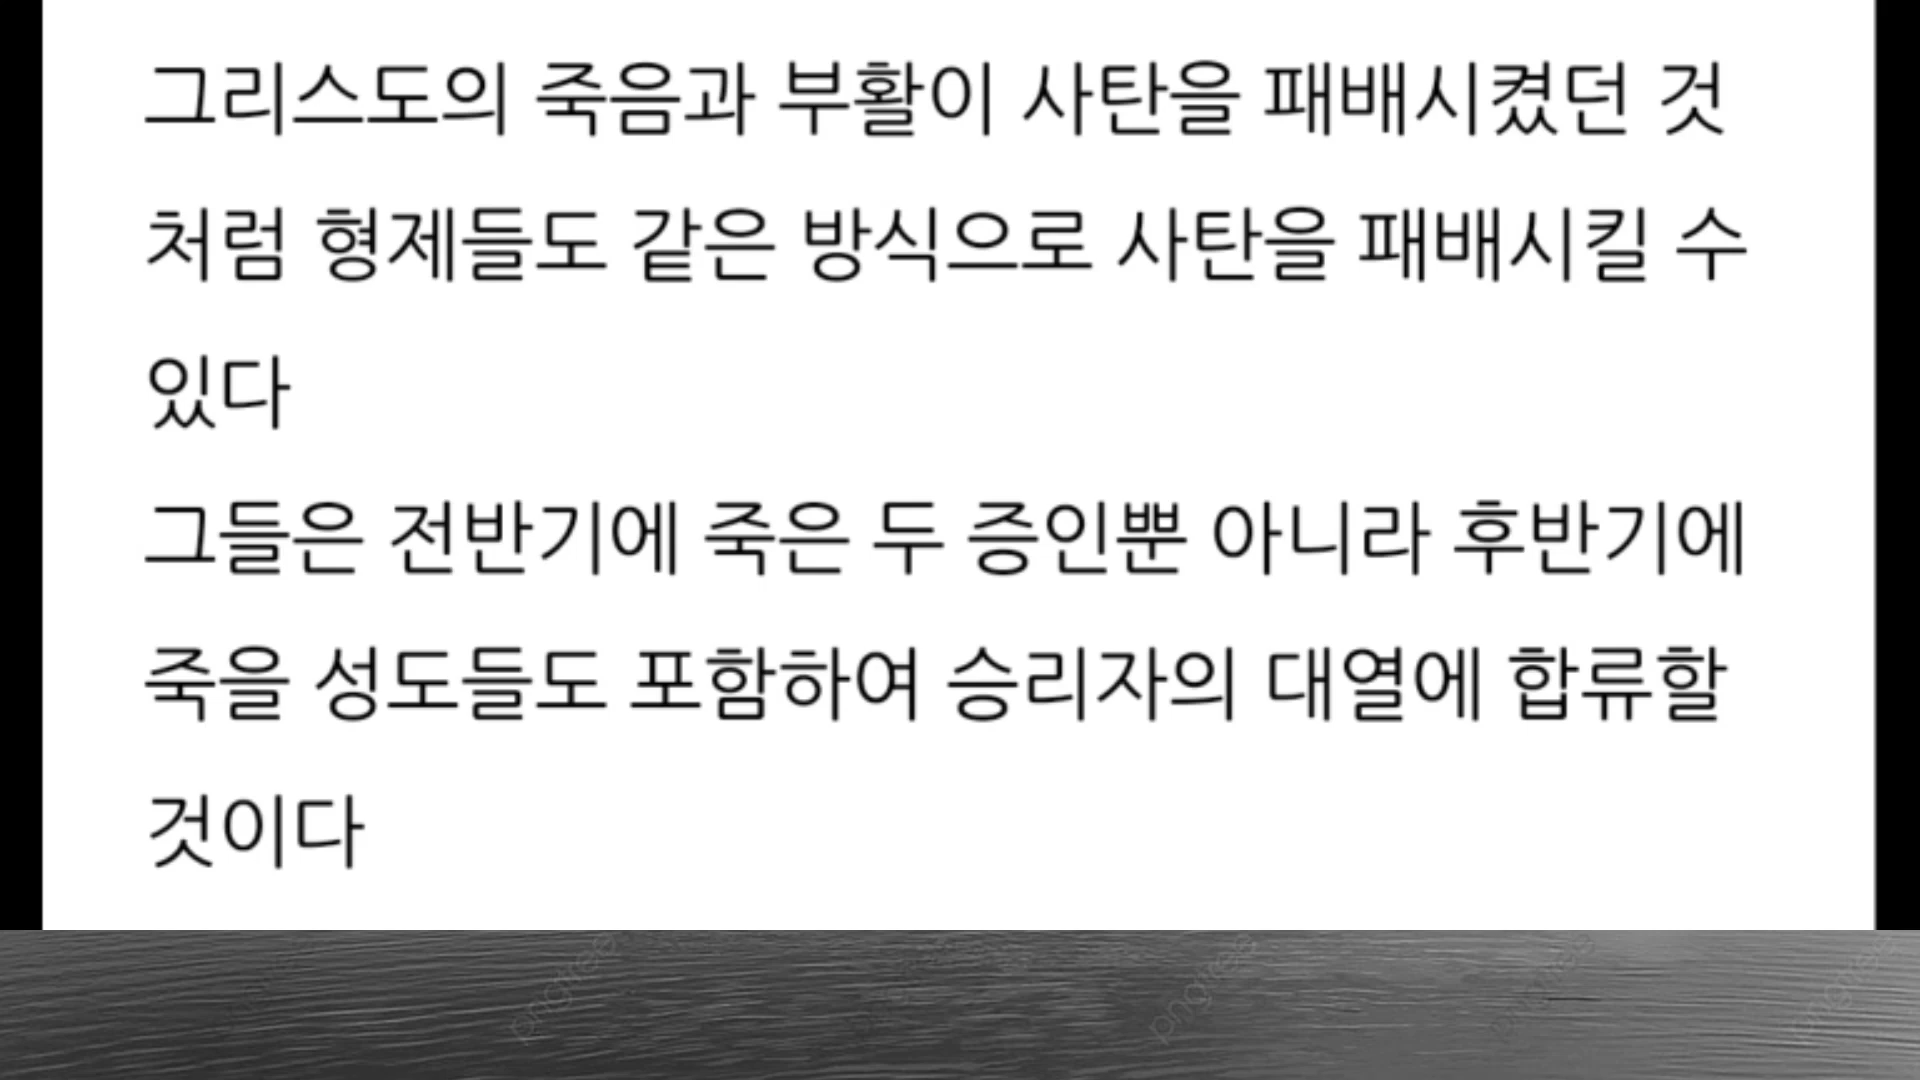 그리스도의 죽음과 부활이 사탄을 패배시켰던 것
처럼 형제들도 같은 방식으로 사탄을 패배시킬 수
있다
그들은 전반기에 죽은 두 증인뿐 아니라 후반기에
죽을 성도들도 포함하여 승리자의 대열에 합류할
것이다
pngtree
pngtree
pngtree
pngtree